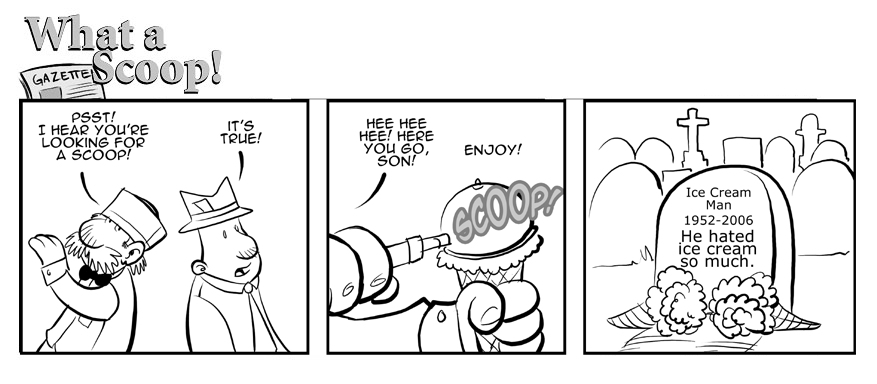 What a
Scoop!
GAZETTE
PSST!
I HEAR YOU'RE
LOOKING FOR
A SCOOP!
IT'S
TRUE!
HEE HEE
HEE! HERE
YOU GO,
SON!
ENJOY!
SCOOP!
Ice Cream
Man
1952-2006
He hated
ice cream
so much.